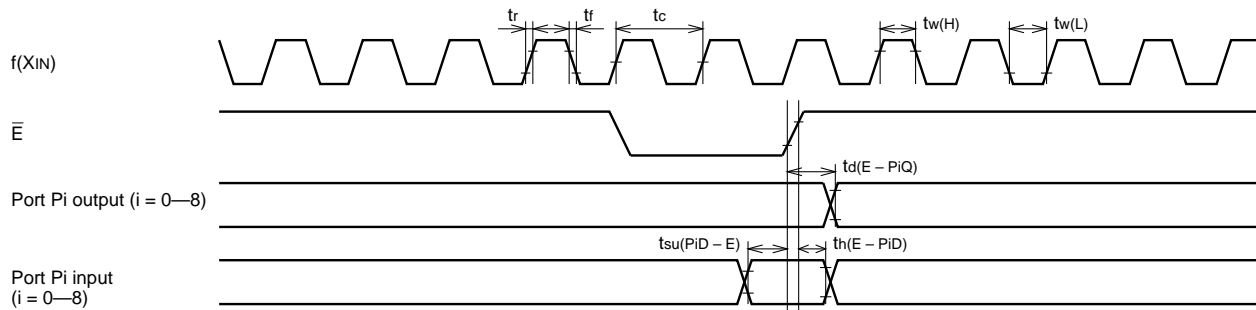 tr tf tc tw(H) tw(L)
f(XIN)
E̅
td(E – PiQ)
Port Pi output (i = 0—8)
tsu(PiD – E) th(E – PiD)
Port Pi input
(i = 0—8)